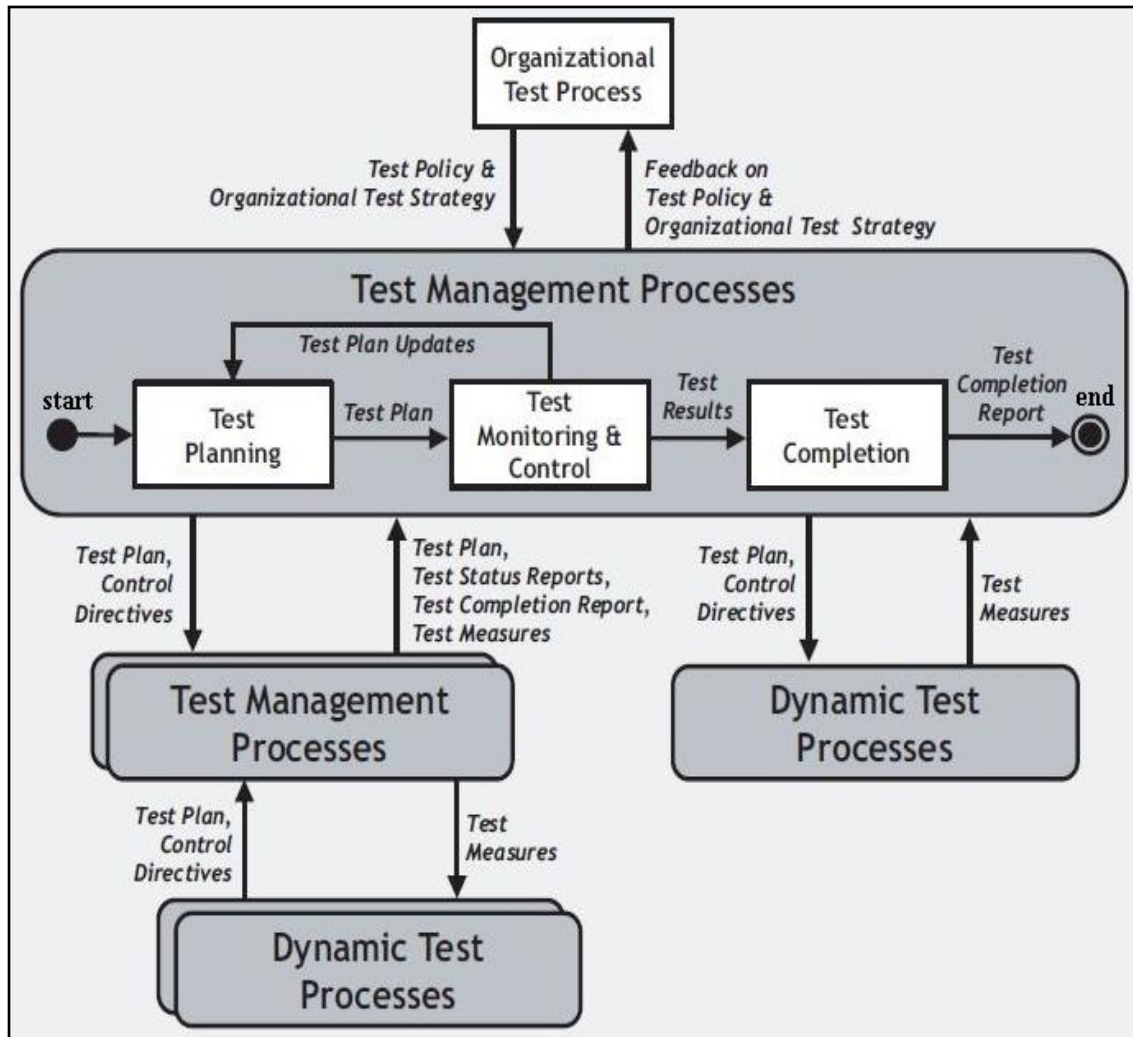 Organizational
Test Process
Test Policy &
Organizational Test Strategy
Feedback on
Test Policy &
Organizational Test Strategy
Test Management Processes
Test Plan Updates
start
Test
Planning
Test Plan
Test
Monitoring &
Control
Test
Results
Test
Completion
Test
Completion
Report
end
Test Plan,
Control
Directives
Test Plan,
Test Status Reports,
Test Completion Report,
Test Measures
Test Plan,
Control
Directives
Test
Measures
Test Management
Processes
Dynamic Test
Processes
Test Plan,
Control
Directives
Test
Measures
Dynamic Test
Processes